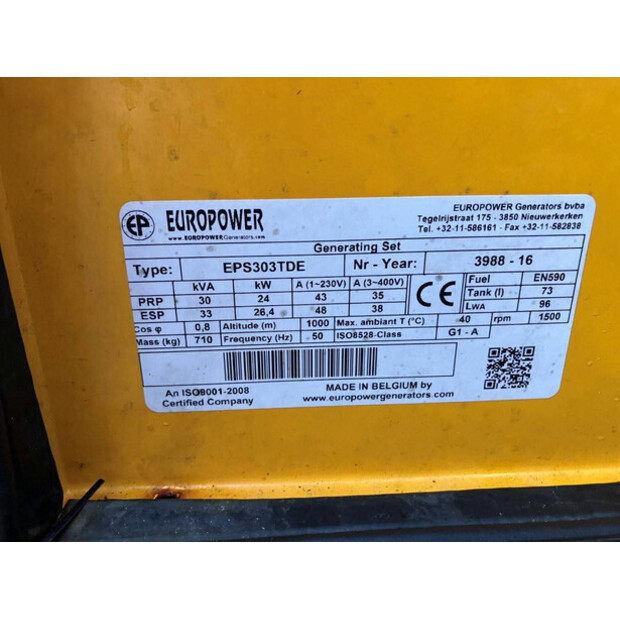 EP EUROPOWER
www.EUROPOWERGenerators.com
EUROPOWER Generators bvba
Tegelrijstraat 175 - 3850 Nieuwerkerken
Tel. +32-11-586161 - Fax +32-11-582838
Generating Set
Type: EPS303TDE Nr - Year: 3988 - 16
kVA kW A (1~230V) A (3~400V)
PRP 30 24 43 35
ESP 33 26,4 48 38
CE
Fuel EN590
Tank (l) 73
LWA 96
Cos φ 0,8 Altitude (m) 1000 Max. ambiant T (°C) 40 rpm 1500
Mass (kg) 710 Frequency (Hz) 50 ISO8528-Class G1 - A
An ISO9001-2008
Certified Company
MADE IN BELGIUM by
www.europowergenerators.com